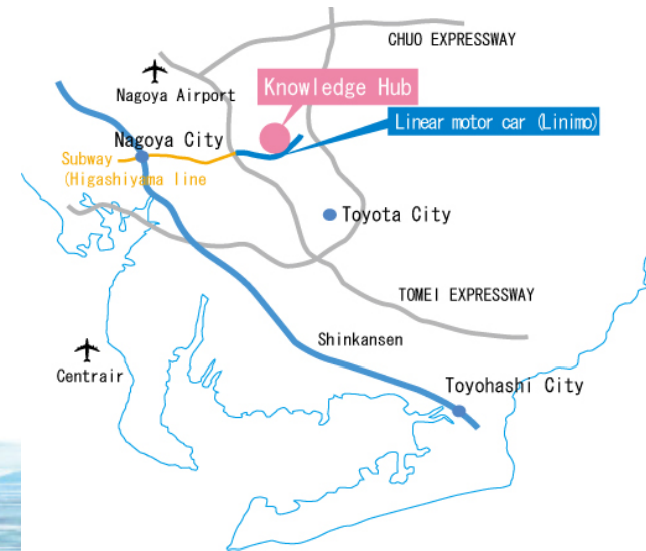 CHUO EXPRESSWAY
Nagoya Airport
Knowledge Hub
Linear motor car (Linimo)
Nagoya City
Subway
(Higashiyama line
Toyota City
TOMEI EXPRESSWAY
Shinkansen
Centrair
Toyohashi City